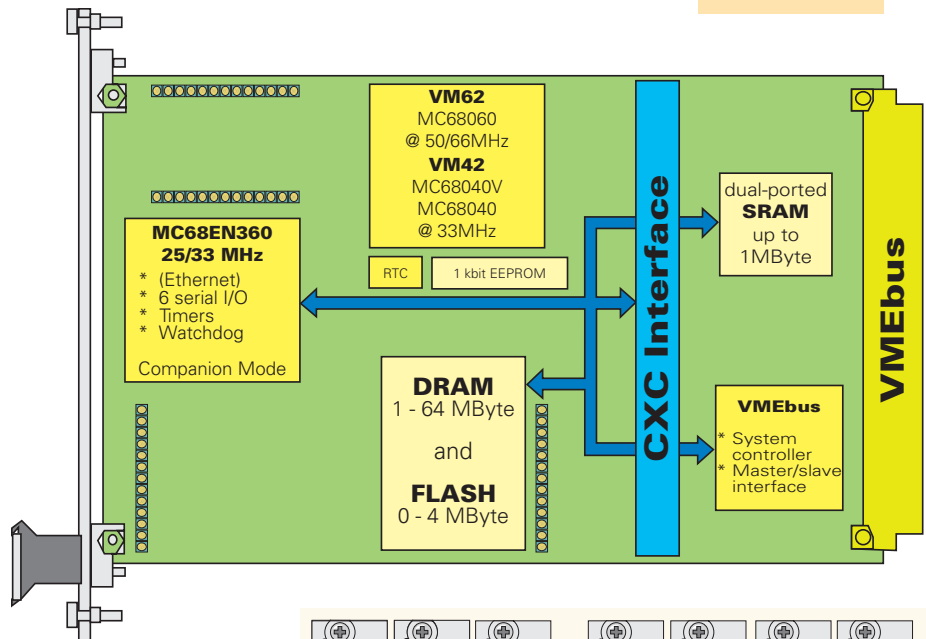 VM62
MC68060
@ 50/66MHz
VM42
MC68040V
MC68040
@ 33MHz
MC68EN360
25/33 MHz
* (Ethernet)
* 6 serial I/O
* Timers
* Watchdog
Companion Mode
RTC
1 kbit EEPROM
DRAM
1 - 64 MByte
and
FLASH
0 - 4 MByte
CXC Interface
dual-ported
SRAM
up to
1MByte
VMEbus
* System
controller
* Master/slave
interface
VMEbus